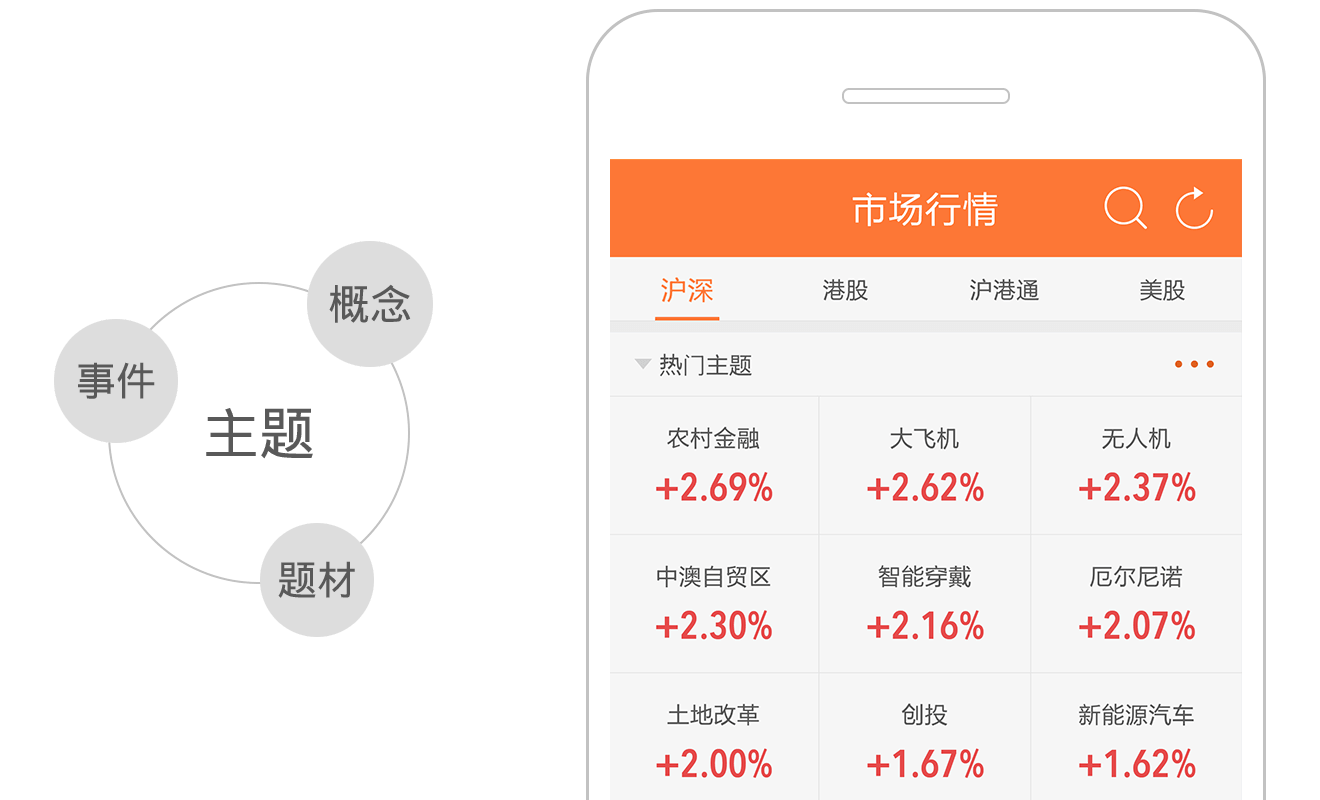 概念
事件
主题
题材
市场行情
沪深 港股 沪港通 美股
热门主题
农村金融 大飞机 无人机
+2.69% +2.62% +2.37%
中澳自贸区 智能穿戴 厄尔尼诺
+2.30% +2.16% +2.07%
土地改革 创投 新能源汽车
+2.00% +1.67% +1.62%